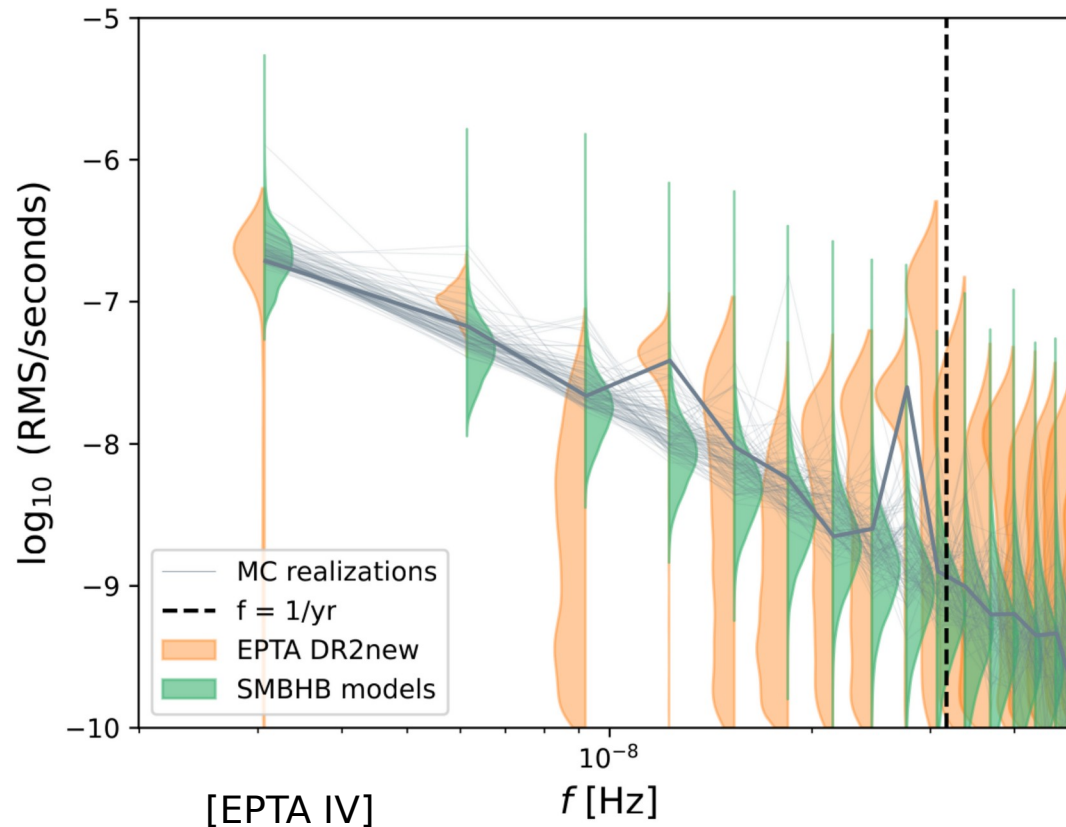 log₁₀ (RMS/seconds)
−5
−6
−7
−8
−9
−10
MC realizations
f = 1/yr
EPTA DR2new
SMBHB models
10⁻⁸
f [Hz]
[EPTA IV]